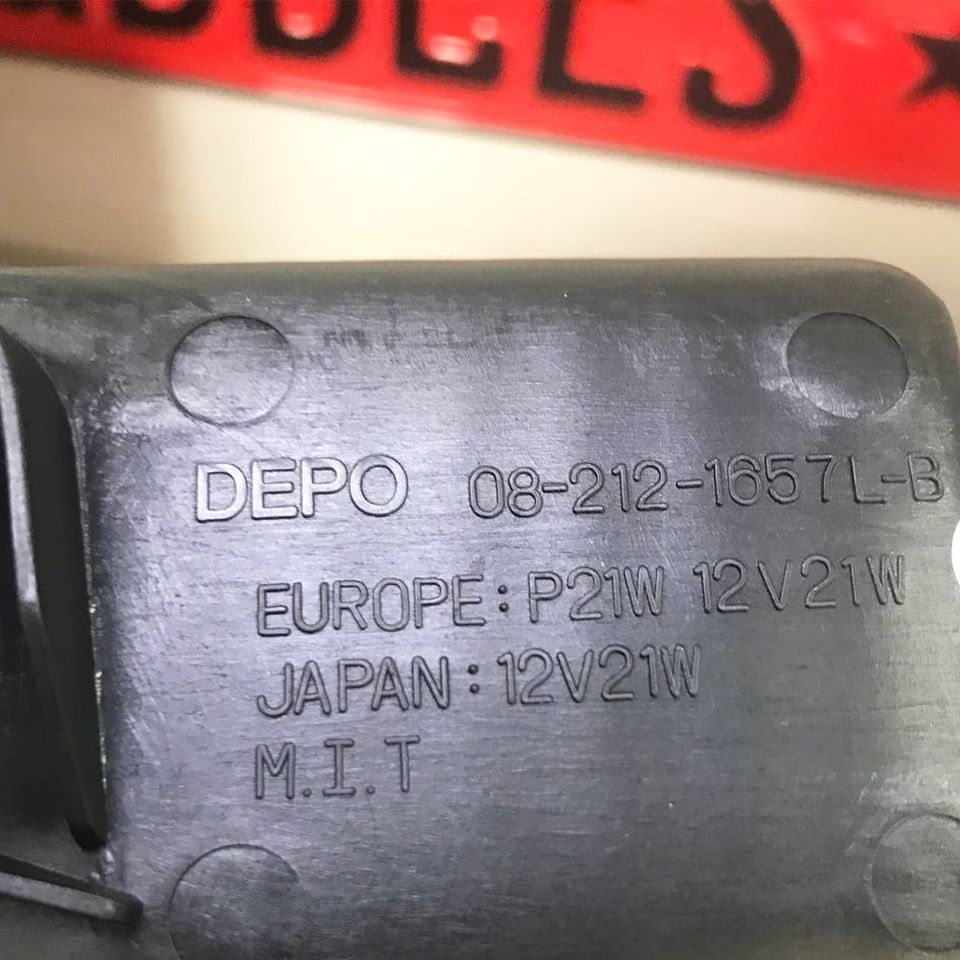 DEPO 08-212-1657L-B
EUROPE: P21W 12V21W
JAPAN: 12V21W
M.I.T